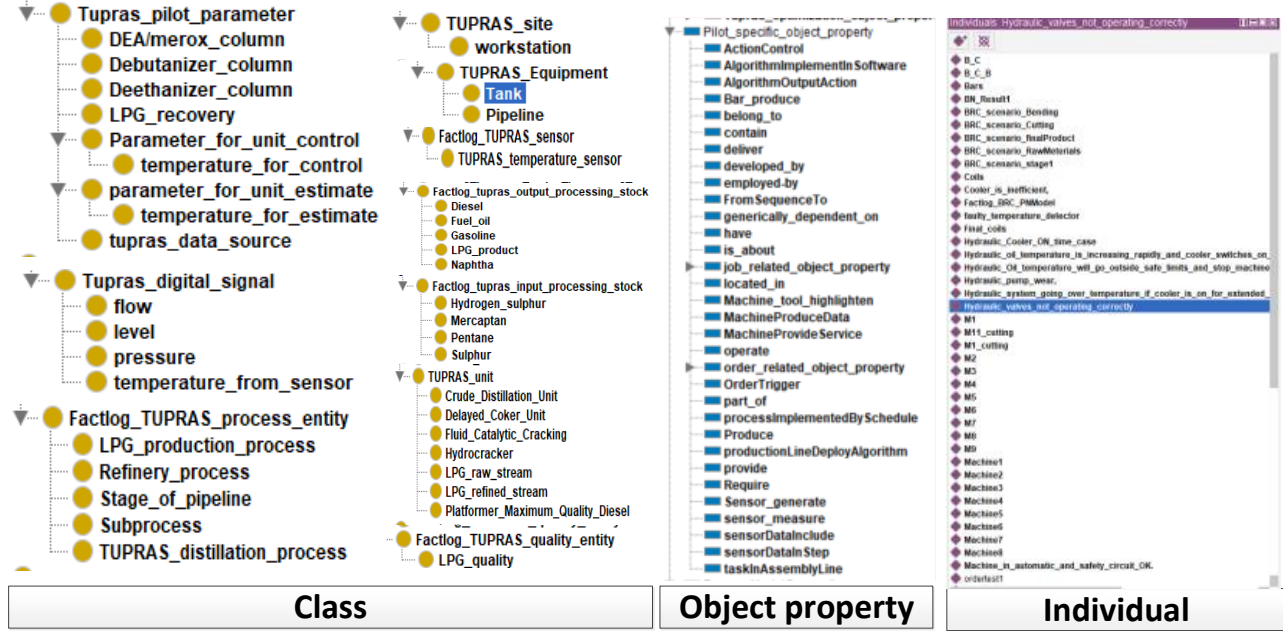 Tupras_pilot_parameter
DEA/merox_column
Debutanizer_column
Deethanizer_column
LPG_recovery
Parameter_for_unit_control
temperature_for_control
parameter_for_unit_estimate
temperature_for_estimate
tupras_data_source
Tupras_digital_signal
flow
level
pressure
temperature_from_sensor
Factlog_TUPRAS_process_entity
LPG_production_process
Refinery_process
Stage_of_pipeline
Subprocess
TUPRAS_distillation_process
TUPRAS_site
workstation
TUPRAS_Equipment
Tank
Pipeline
Factlog_TUPRAS_sensor
TUPRAS_temperature_sensor
Factlog_tupras_output_processing_stock
Diesel
Fuel_oil
Gasoline
LPG_product
Naphtha
Factlog_tupras_input_processing_stock
Hydrogen_sulphur
Mercaptan
Pentane
Sulphur
TUPRAS_unit
Crude_Distillation_Unit
Delayed_Coker_Unit
Fluid_Catalytic_Cracking
Hydrocracker
LPG_raw_stream
LPG_refined_stream
Platformer_Maximum_Quality_Diesel
Factlog_TUPRAS_quality_entity
LPG_quality
Class
Pilot_specific_object_property
ActionControl
AlgorithmImplementInSoftware
AlgorithmOutputAction
Bar_produce
belong_to
contain
deliver
developed_by
employed-by
FromSequenceTo
generically_dependent_on
have
is_about
job_related_object_property
located_in
Machine_tool_highlighten
MachineProduceData
MachineProvideService
operate
order_related_object_property
OrderTrigger
part_of
processImplementedBySchedule
Produce
productionLineDeployAlgorithm
provide
Require
Sensor_generate
sensor_measure
sensorDataInclude
sensorDataInStep
taskInAssemblyLine
Object property
Individuals Hydraulic_valves_not_operating_correctly
B_C
B_C_B
Bars
BN_Result1
BRC_scenario_Bending
BRC_scenario_Cutting
BRC_scenario_finalProduct
BRC_scenario_RawMaterials
BRC_scenario_stage1
Coils
Cooler_is_inefficient,
Factlog_BRC_PNModel
faulty_temperature_detector
Final_coils
Hydraulic_Cooler_ON_time_case
Hydraulic_oil_temperature_is_increasing_rapidly_and_cooler_switches_on_
Hydraulic_Oil_temperature_will_go_outside_safe_limits_and_stop_machine
Hydraulic_pump_wear,
Hydraulic_system_going_over_temperature_if_cooler_is_on_for_extended_
Hydraulic_valves_not_operating_correctly
M1
M11_cutting
M1_cutting
M2
M3
M4
M5
M6
M7
M8
M9
Machine1
Machine2
Machine3
Machine4
Machine5
Machine6
Machine7
Machine8
Machine_in_automatic_and_safety_circuit_OK.
ordertest1
Individual